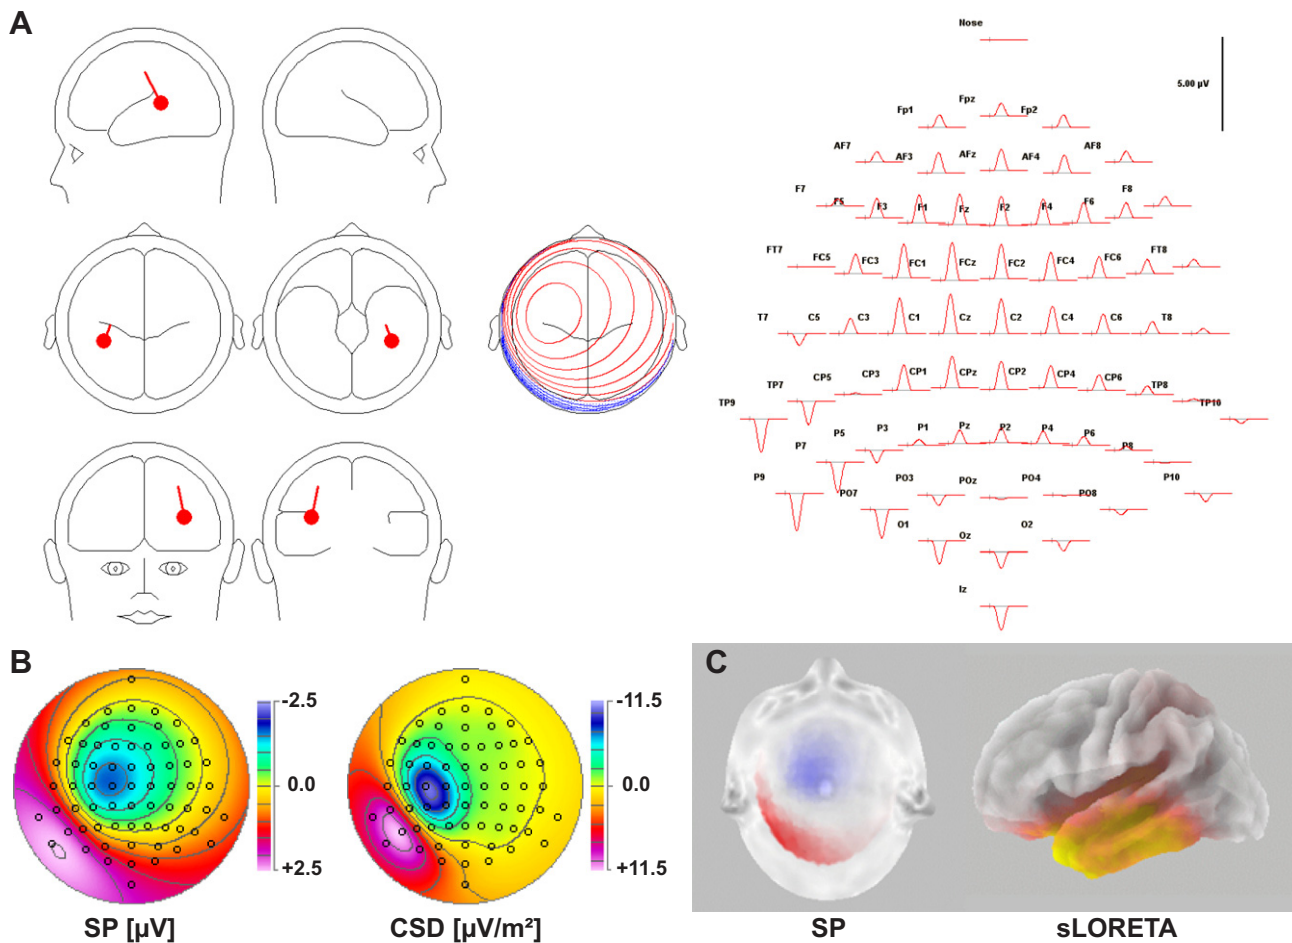 A
Nose
5.00 µV
Fp1 Fpz Fp2
AF7 AF3 AFz AF4 AF8
F7 F5 F3 F1 Fz F2 F4 F6 F8
FT7 FC5 FC3 FC1 FCz FC2 FC4 FC6 FT8
T7 C5 C3 C1 Cz C2 C4 C6 T8
TP9 TP7 CP5 CP3 CP1 CPz CP2 CP4 CP6 TP8 TP10
P9 P7 P5 P3 P1 Pz P2 P4 P6 P8 P10
PO7 PO3 POz PO4 PO8
O1 Oz O2
Iz
B
-2.5
0.0
+2.5
SP [µV]
-11.5
0.0
+11.5
CSD [µV/m²]
C
SP
sLORETA